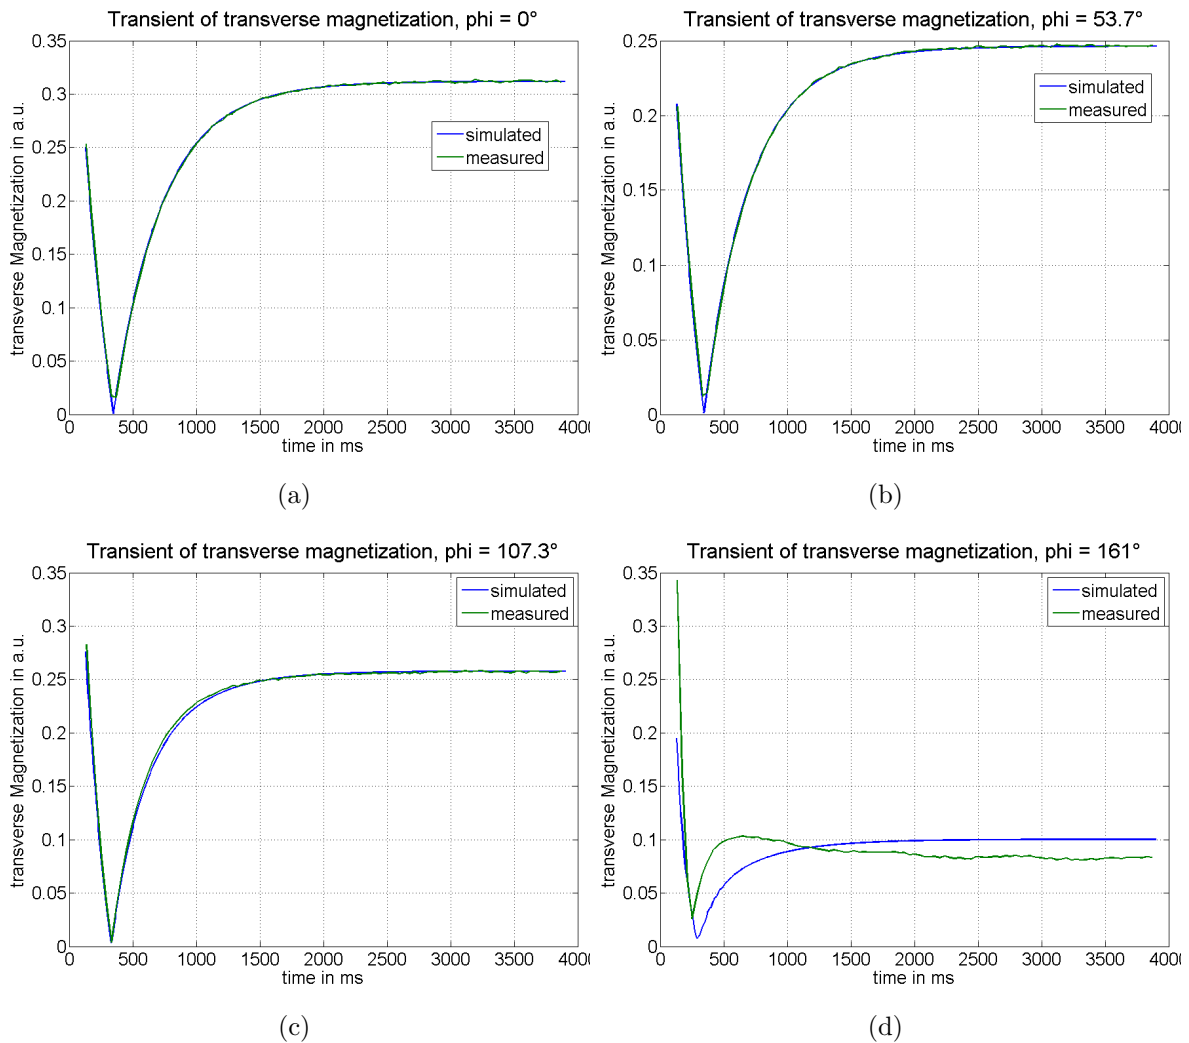 Transient of transverse magnetization, phi = 0°
transverse Magnetization in a.u.
0.35
0.3
0.25
0.2
0.15
0.1
0.05
0
simulated
measured
0 500 1000 1500 2000 2500 3000 3500 4000
time in ms
(a)
Transient of transverse magnetization, phi = 53.7°
transverse Magnetization in a.u.
0.25
0.2
0.15
0.1
0.05
0
simulated
measured
0 500 1000 1500 2000 2500 3000 3500 4000
time in ms
(b)
Transient of transverse magnetization, phi = 107.3°
transverse Magnetization in a.u.
0.35
0.3
0.25
0.2
0.15
0.1
0.05
0
simulated
measured
0 500 1000 1500 2000 2500 3000 3500 4000
time in ms
(c)
Transient of transverse magnetization, phi = 161°
transverse Magnetization in a.u.
0.35
0.3
0.25
0.2
0.15
0.1
0.05
0
simulated
measured
0 500 1000 1500 2000 2500 3000 3500 4000
time in ms
(d)